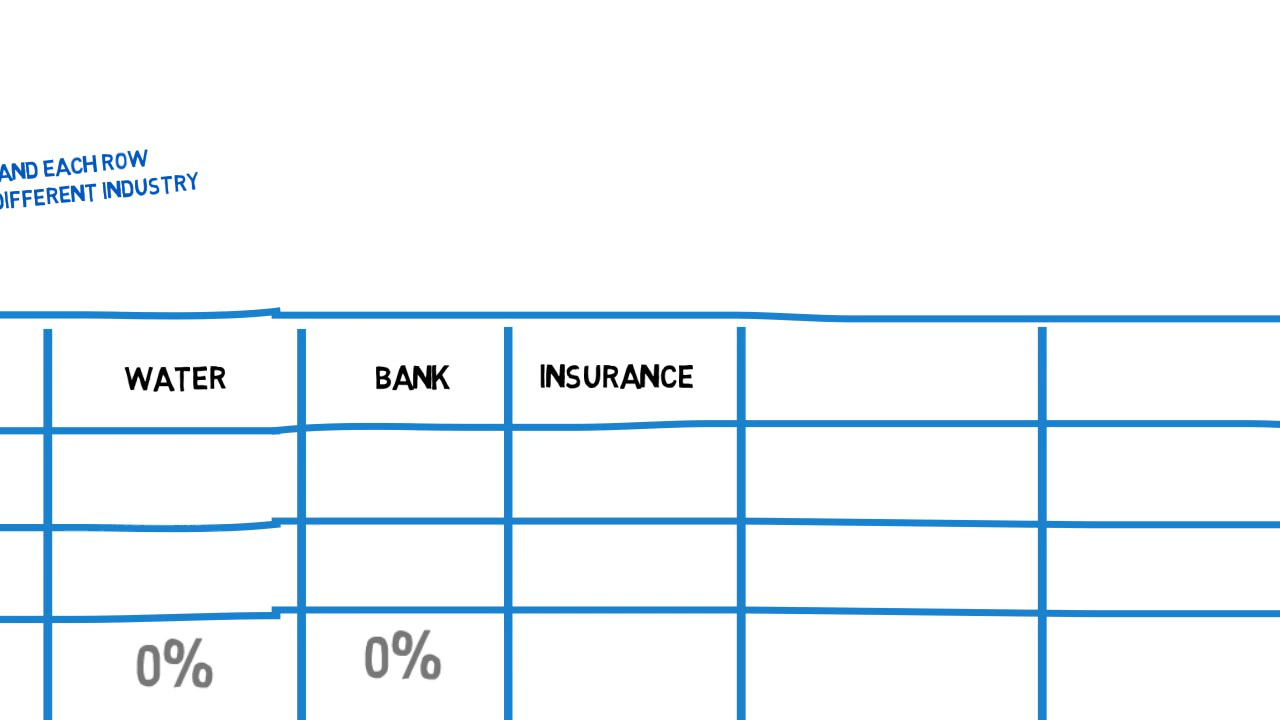 AND EACH ROW
DIFFERENT INDUSTRY
WATER BANK INSURANCE
0% 0%